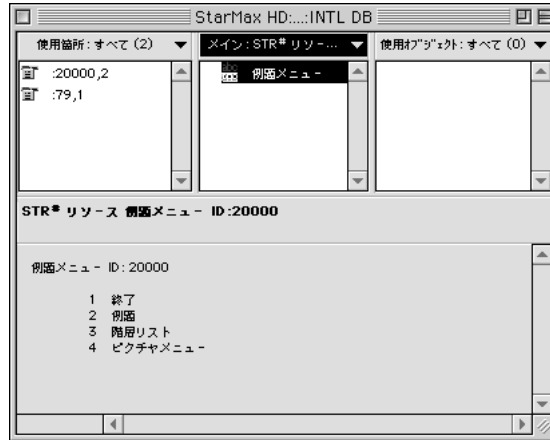 StarMax HD:...:INTL DB
使用箇所:すべて (2)
メイン:STR# リソー...
使用オブジェクト:すべて (0)
:20000,2
:79,1
例題メニュー
STR# リソース 例題メニュー ID:20000
例題メニュー ID:20000
1 終了
2 例題
3 階層リスト
4 ピクチャメニュー